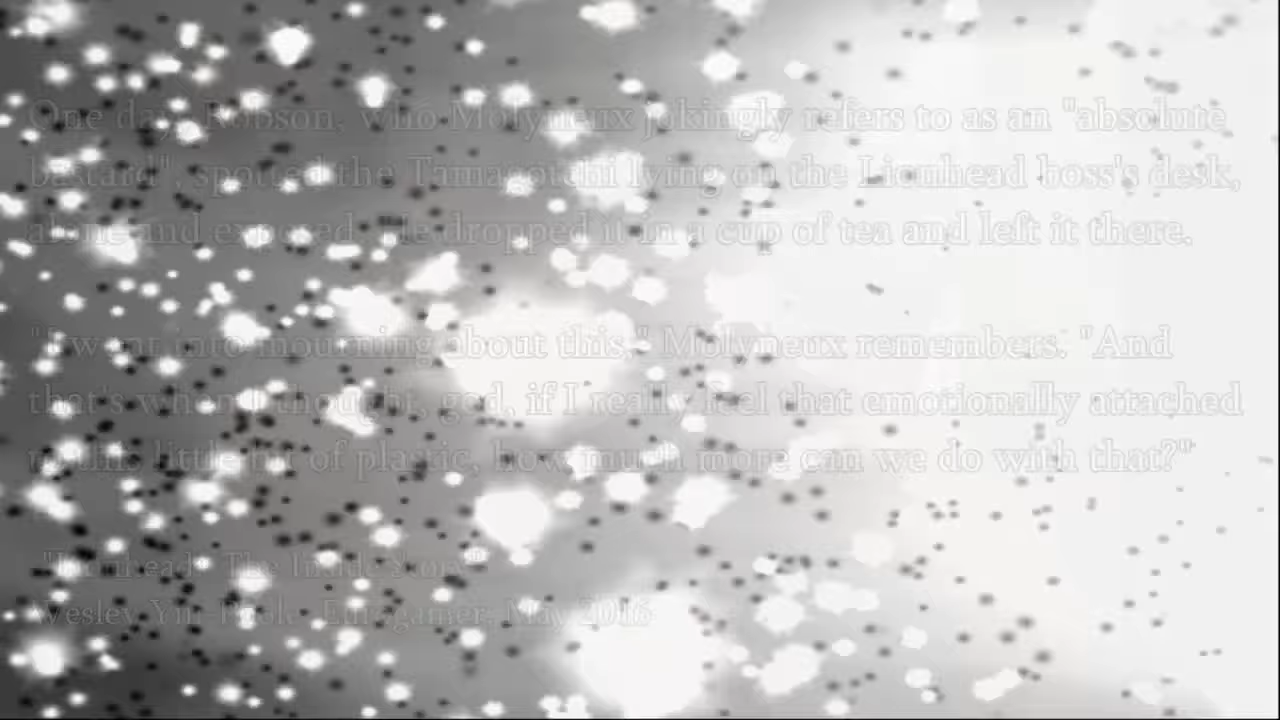 One day, Robson, who Molyneux jokingly refers to as an "absolute
bastard" spotted the Tamagotchi lying on the Lionhead boss's desk,
and dropped it in a cup of tea and left it there.
"I went into mourning about this," Molyneux remembers. "And
that's when I thought, God, if I really feel that emotionally attached
to this little bit of plastic, how much more can we do with that?"
"Lionhead: The Inside Story"
Wesley Yin-Poole, Eurogamer, May 2016